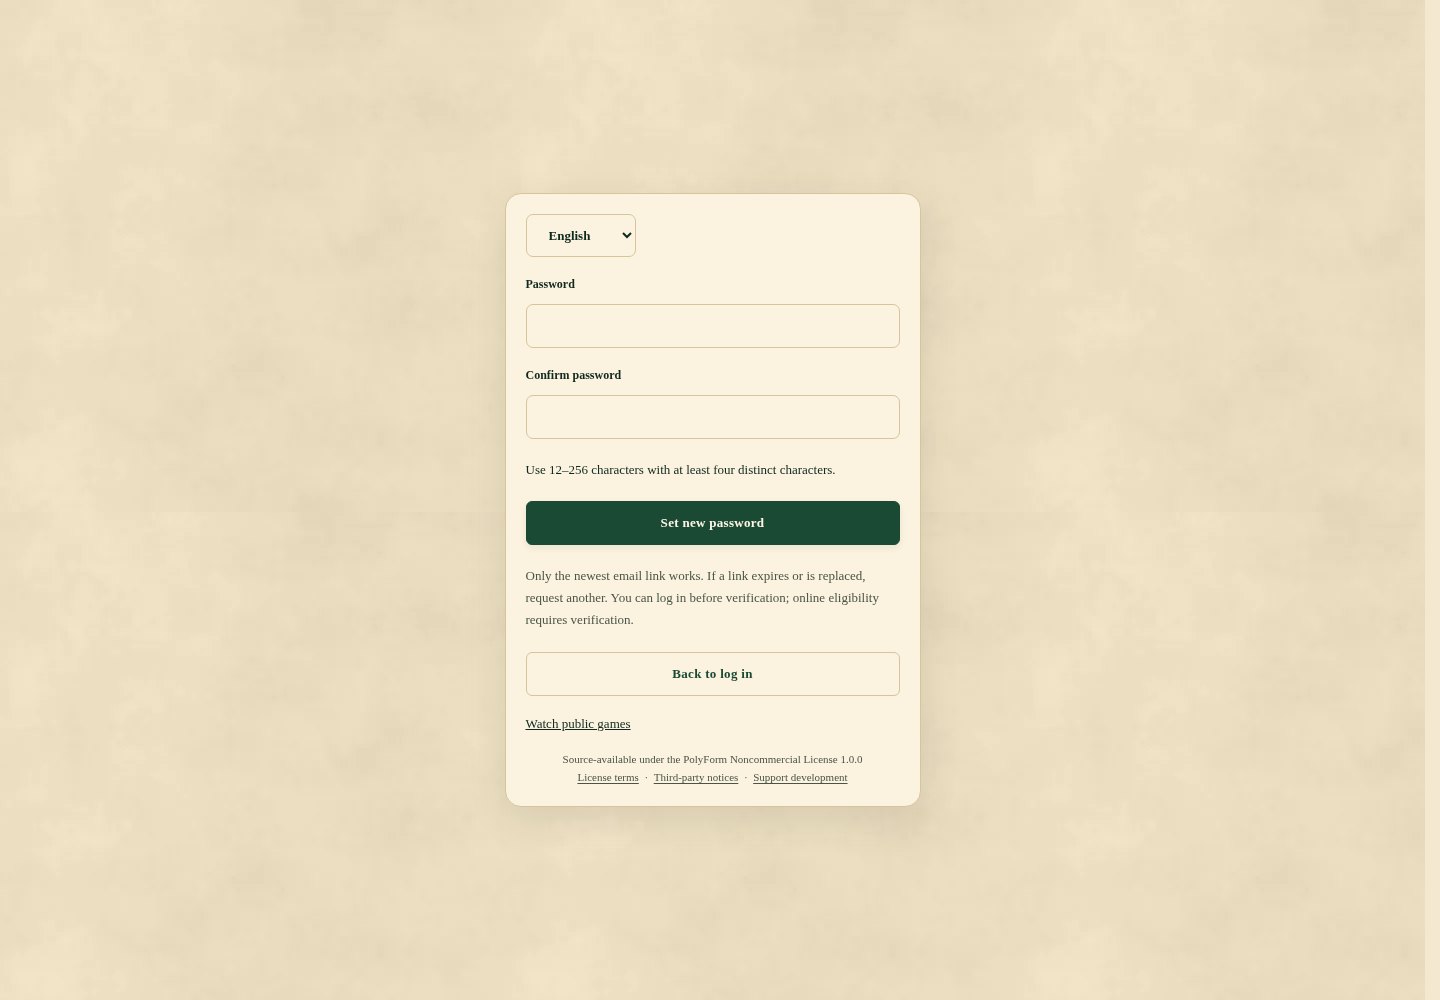 English
Password
Confirm password
Use 12–256 characters with at least four distinct characters.
Set new password
Only the newest email link works. If a link expires or is replaced,
request another. You can log in before verification; online eligibility
requires verification.
Back to log in
Watch public games
Source-available under the PolyForm Noncommercial License 1.0.0
License terms · Third-party notices · Support development